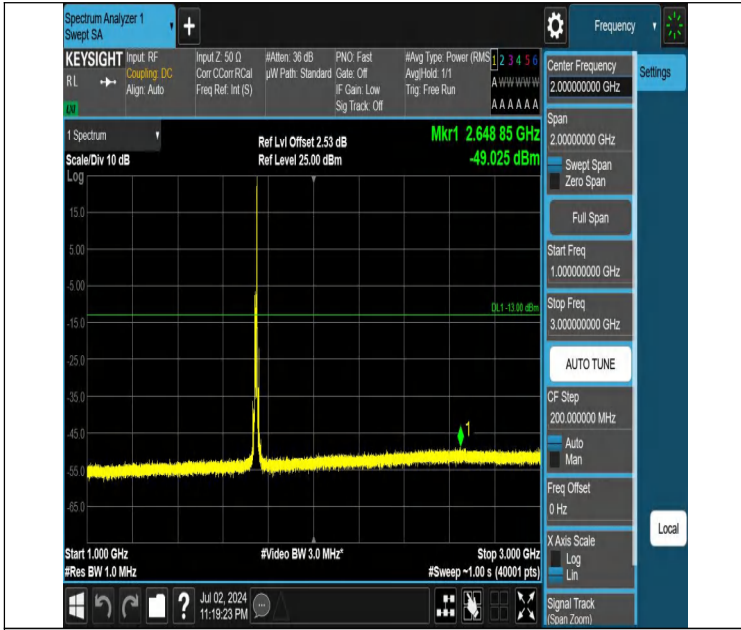 Spectrum Analyzer 1
Swept SA
+
Frequency
KEYSIGHT
RL
Input: RF
Coupling: DC
Align: Auto
Input Z: 50 Ω
Corr CCorr RCal
Freq Ref: Int (S)
#Atten: 36 dB
µW Path: Standard
PNO: Fast
Gate: Off
IF Gain: Low
Sig Track: Off
#Avg Type: Power (RMS
Avg|Hold: 1/1
Trig: Free Run
1 2 3 4 5 6
A W W W W W
A A A A A A
1 Spectrum
Scale/Div 10 dB
Log
Ref Lvl Offset 2.53 dB
Ref Level 25.00 dBm
Mkr1 2.648 85 GHz
-49.025 dBm
15.0
5.00
-5.00
DL1 -13.00 dBm
-15.0
-25.0
-35.0
-45.0
1
-55.0
-65.0
Start 1.000 GHz
#Res BW 1.0 MHz
#Video BW 3.0 MHz*
Stop 3.000 GHz
#Sweep ~1.00 s (40001 pts)
Jul 02, 2024
11:19:23 PM
?
Center Frequency
2.000000000 GHz
Settings
Span
2.00000000 GHz
Swept Span
Zero Span
Full Span
Start Freq
1.000000000 GHz
Stop Freq
3.000000000 GHz
AUTO TUNE
CF Step
200.000000 MHz
Auto
Man
Freq Offset
0 Hz
X Axis Scale
Log
Lin
Local
Signal Track
(Span Zoom)